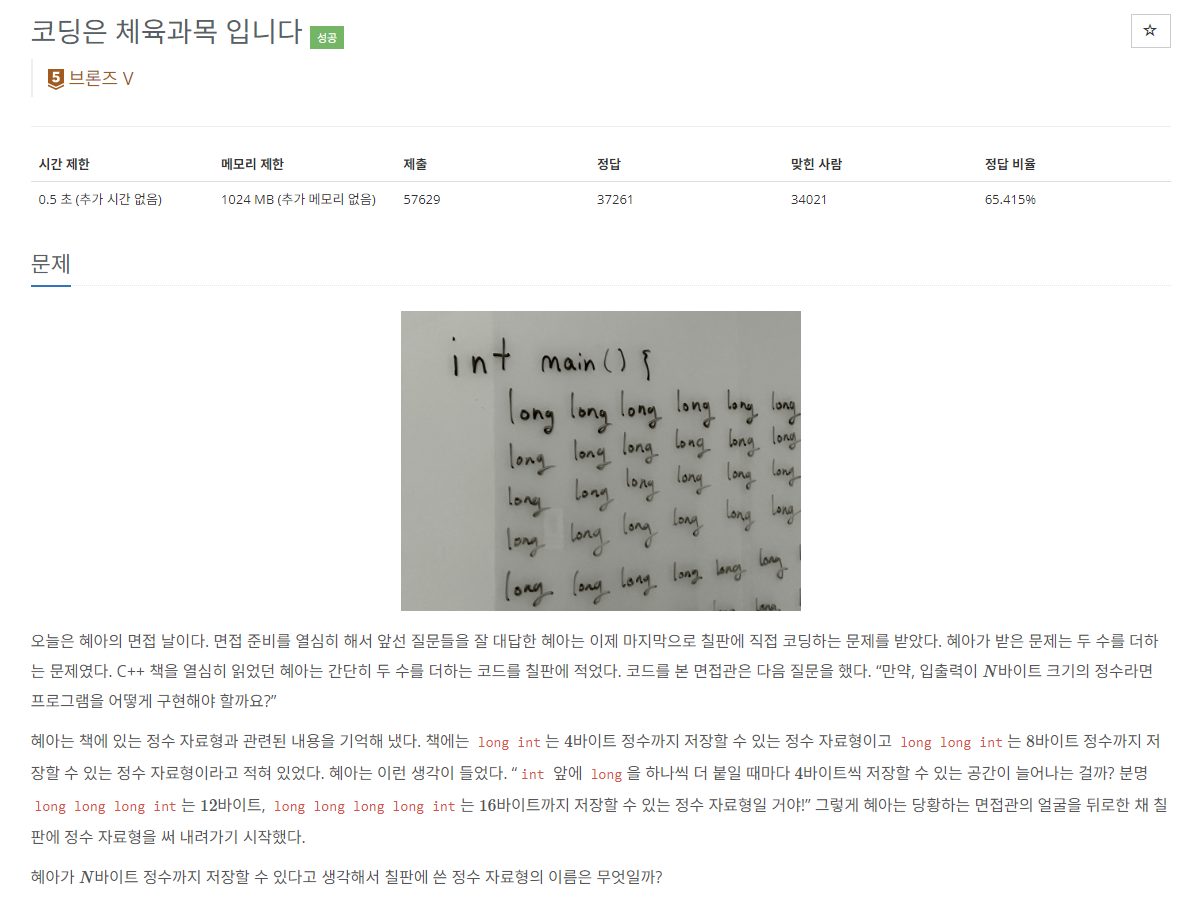 코딩은 체육과목 입니다 성공
☆
5 브론즈 V
시간 제한 메모리 제한 제출 정답 맞힌 사람 정답 비율
0.5 초 (추가 시간 없음) 1024 MB (추가 메모리 없음) 57629 37261 34021 65.415%
문제
int main() {
long long long long long long
long long long long long long
long long long long long long
long long long long long long
long long long long long long
long long
오늘은 혜아의 면접 날이다. 면접 준비를 열심히 해서 앞선 질문들을 잘 대답한 혜아는 이제 마지막으로 칠판에 직접 코딩하는 문제를 받았다. 혜아가 받은 문제는 두 수를 더하
는 문제였다. C++ 책을 열심히 읽었던 혜아는 간단히 두 수를 더하는 코드를 칠판에 적었다. 코드를 본 면접관은 다음 질문을 했다. “만약, 입출력이 N바이트 크기의 정수라면
프로그램을 어떻게 구현해야 할까요?”
혜아는 책에 있는 정수 자료형과 관련된 내용을 기억해 냈다. 책에는 long int는 4바이트 정수까지 저장할 수 있는 정수 자료형이고 long long int는 8바이트 정수까지 저
장할 수 있는 정수 자료형이라고 적혀 있었다. 혜아는 이런 생각이 들었다. “int 앞에 long을 하나씩 더 붙일 때마다 4바이트씩 저장할 수 있는 공간이 늘어나는 걸까? 분명
long long long int는 12바이트, long long long long int는 16바이트까지 저장할 수 있는 정수 자료형일 거야!” 그렇게 혜아는 당황하는 면접관의 얼굴을 뒤로한 채 칠
판에 정수 자료형을 써 내려가기 시작했다.
혜아가 N바이트 정수까지 저장할 수 있다고 생각해서 칠판에 쓴 정수 자료형의 이름은 무엇일까?